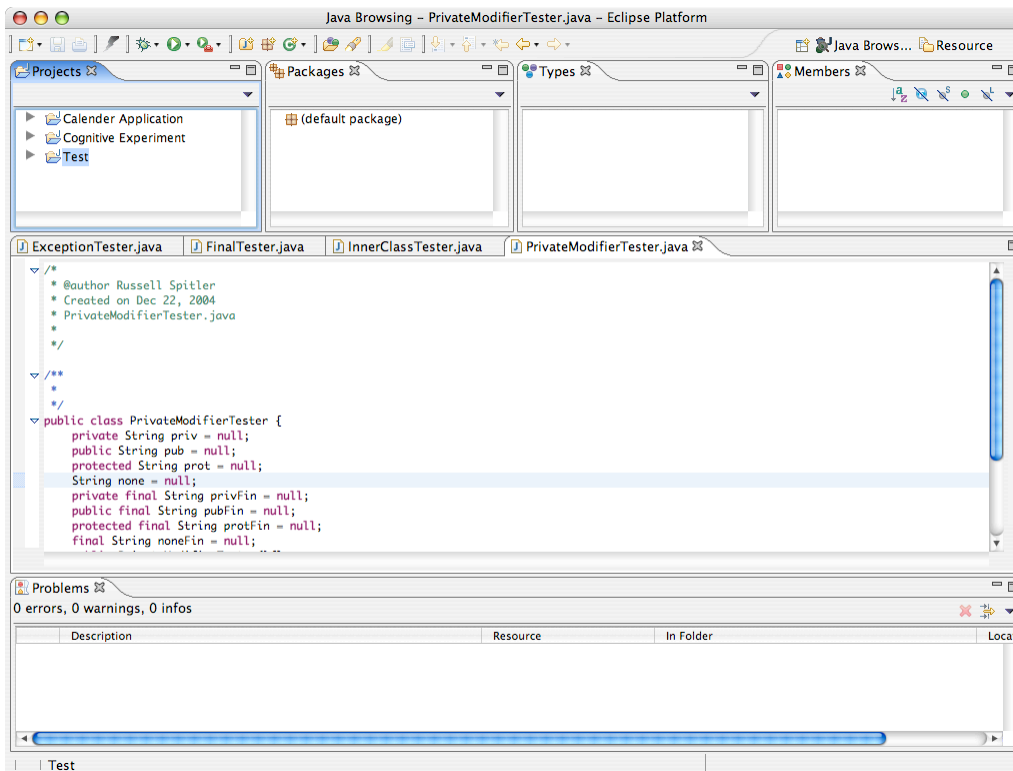 Java Browsing – PrivateModifierTester.java – Eclipse Platform
Java Brows... Resource
Projects Packages Types Members
Calender Application
Cognitive Experiment
Test
(default package)
ExceptionTester.java FinalTester.java InnerClassTester.java PrivateModifierTester.java
/*
* @author Russell Spitler
* Created on Dec 22, 2004
* PrivateModifierTester.java
*
*/
/**
*
*/
public class PrivateModifierTester {
private String priv = null;
public String pub = null;
protected String prot = null;
String none = null;
private final String privFin = null;
public final String pubFin = null;
protected final String protFin = null;
final String noneFin = null;
Problems
0 errors, 0 warnings, 0 infos
Description Resource In Folder Loca
Test